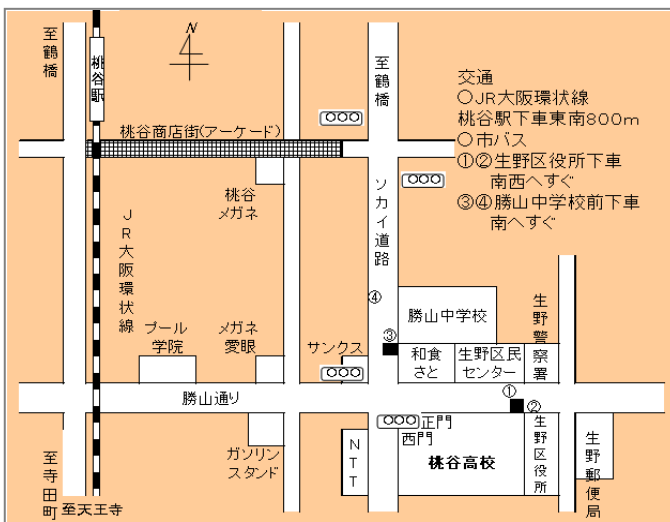 至鶴橋
桃谷駅
N
至鶴橋
交通
○JR大阪環状線
桃谷駅下車東南800m
○市バス
①②生野区役所下車
南西へすぐ
③④勝山中学校前下車
南へすぐ
桃谷商店街(アーケード)
桃谷
メガネ
ソカイ道路
JR大阪環状線
④
勝山中学校
生野警察署
プール
学院
メガネ
愛眼
サンクス
③
和食
さと
生野区民
センター
勝山通り
①
②
ガソリン
スタンド
NTT
正門
西門
桃谷高校
生野区役所
生野郵便局
至寺田町
至天王寺